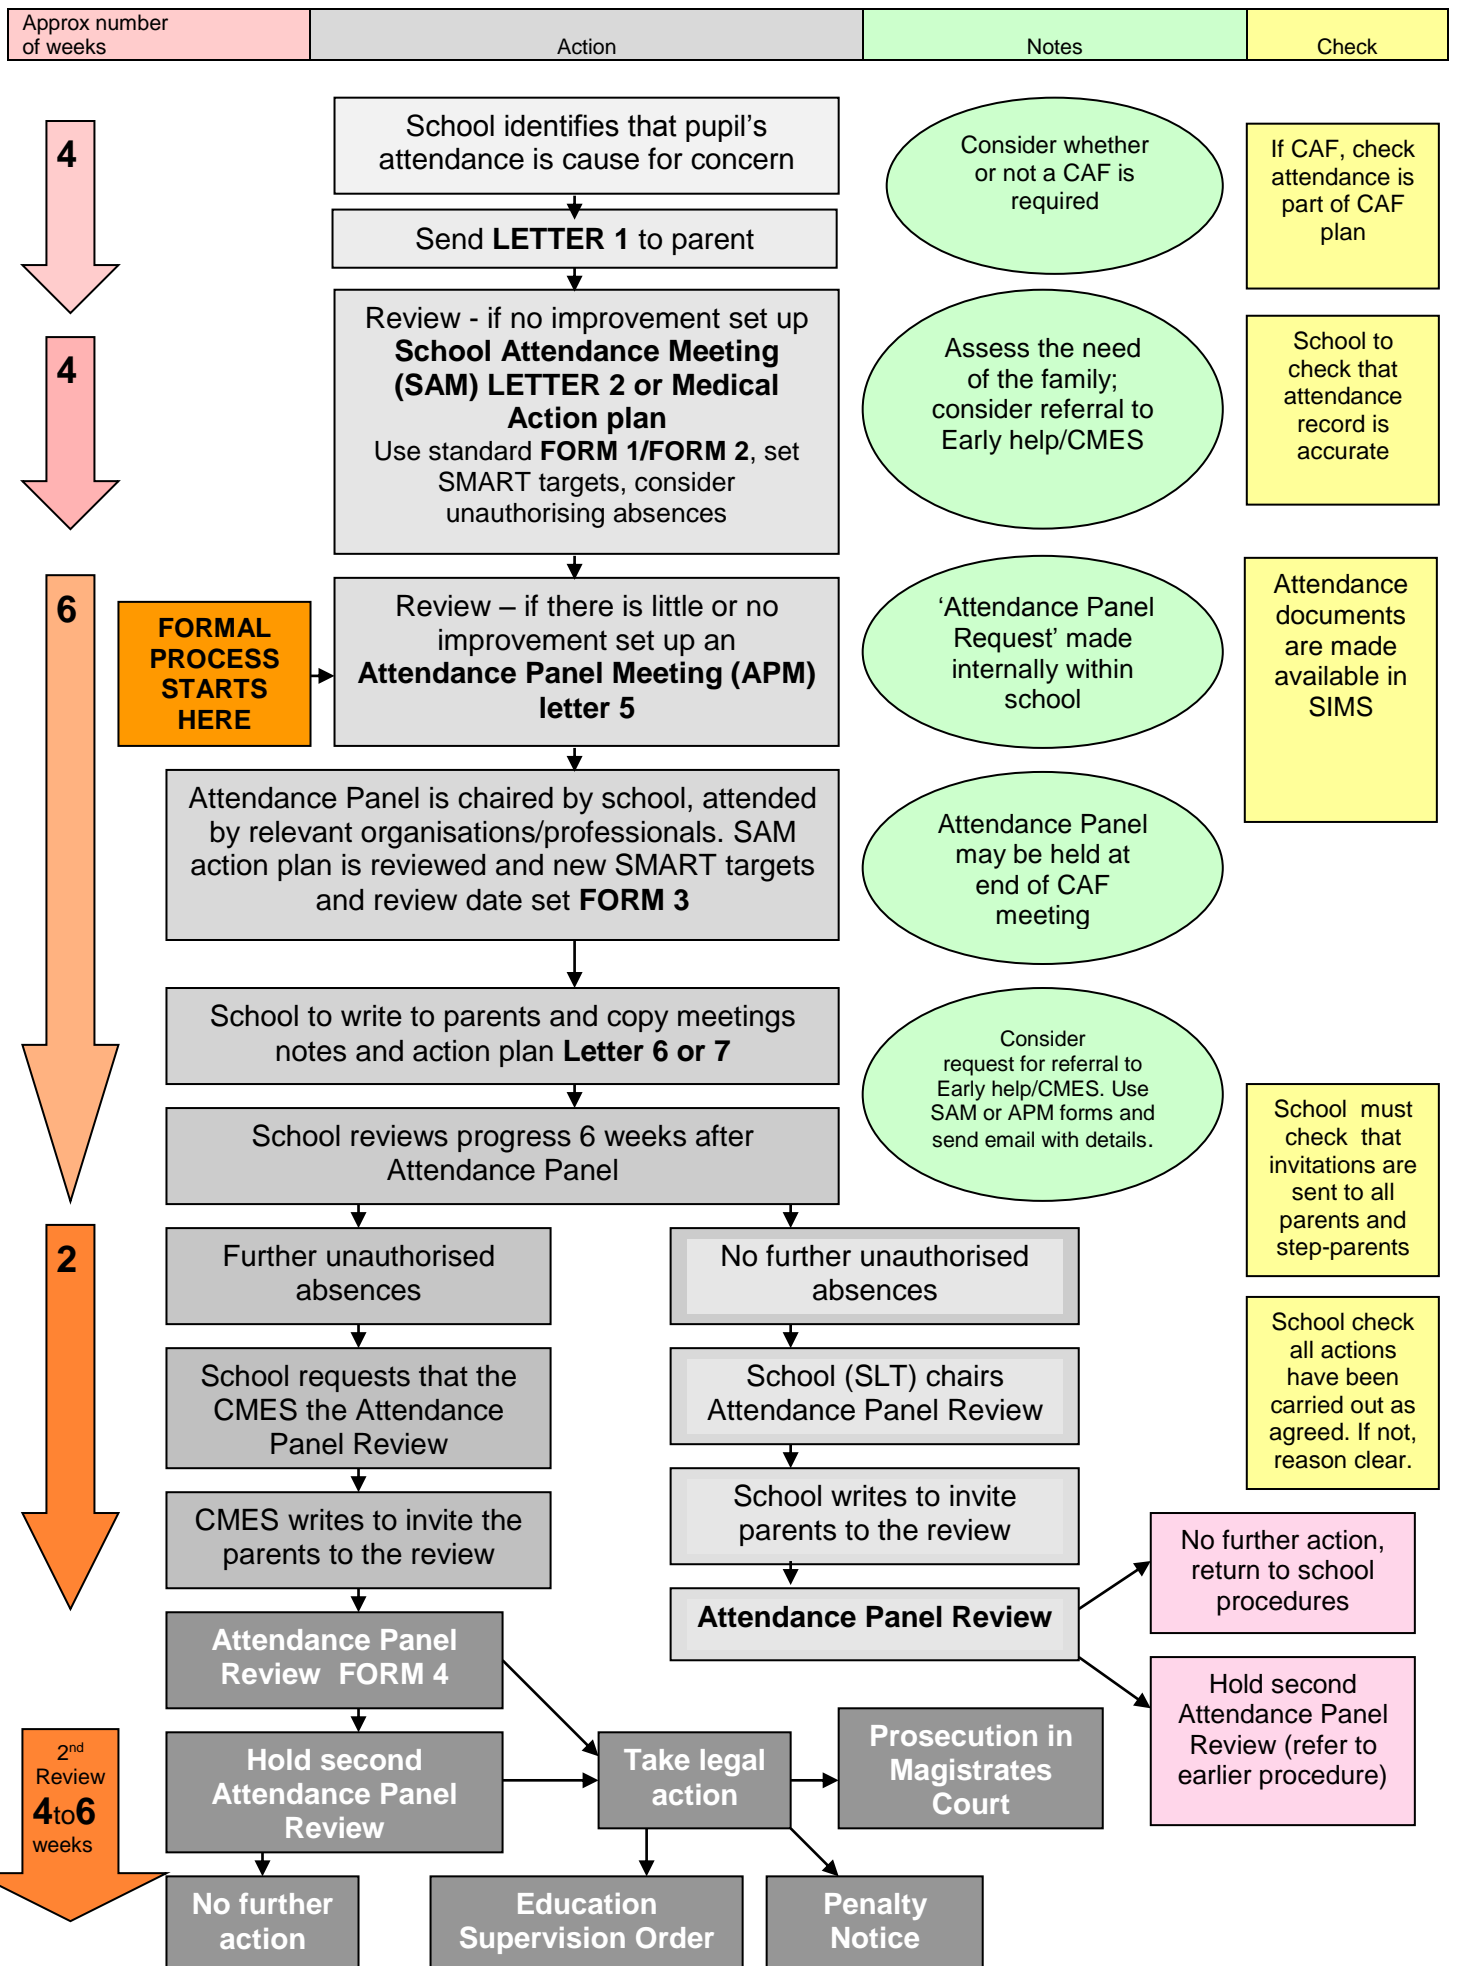 Approx number
of weeks
Action
Notes
Check
4
School identifies that pupil's
attendance is cause for concern
Consider whether
or not a CAF is
required
If CAF, check
attendance is
part of CAF
plan
Send LETTER 1 to parent
4
Review - if no improvement set up
School Attendance Meeting
(SAM) LETTER 2 or Medical
Action plan
Use standard FORM 1/FORM 2, set
SMART targets, consider
unauthorising absences
Assess the need
of the family;
consider referral to
Early help/CMES
School to
check that
attendance
record is
accurate
6
FORMAL
PROCESS
STARTS
HERE
Review – if there is little or no
improvement set up an
Attendance Panel Meeting (APM)
letter 5
‘Attendance Panel
Request’ made
internally within
school
Attendance
documents
are made
available in
SIMS
Attendance Panel is chaired by school, attended
by relevant organisations/professionals. SAM
action plan is reviewed and new SMART targets
and review date set FORM 3
Attendance Panel
may be held at
end of CAF
meeting
School to write to parents and copy meetings
notes and action plan Letter 6 or 7
Consider
request for referral to
Early help/CMES. Use
SAM or APM forms and
send email with details.
School reviews progress 6 weeks after
Attendance Panel
School must
check that
invitations are
sent to all
parents and
step-parents
2
Further unauthorised
absences
No further unauthorised
absences
School check
all actions
have been
carried out as
agreed. If not,
reason clear.
School requests that the
CMES the Attendance
Panel Review
School (SLT) chairs
Attendance Panel Review
CMES writes to invite the
parents to the review
School writes to invite
parents to the review
No further action,
return to school
procedures
Attendance Panel
Review FORM 4
Attendance Panel Review
Hold second
Attendance Panel
Review (refer to
earlier procedure)
2nd
Review
4to6
weeks
Hold second
Attendance Panel
Review
Take legal
action
Prosecution in
Magistrates
Court
No further
action
Education
Supervision Order
Penalty
Notice